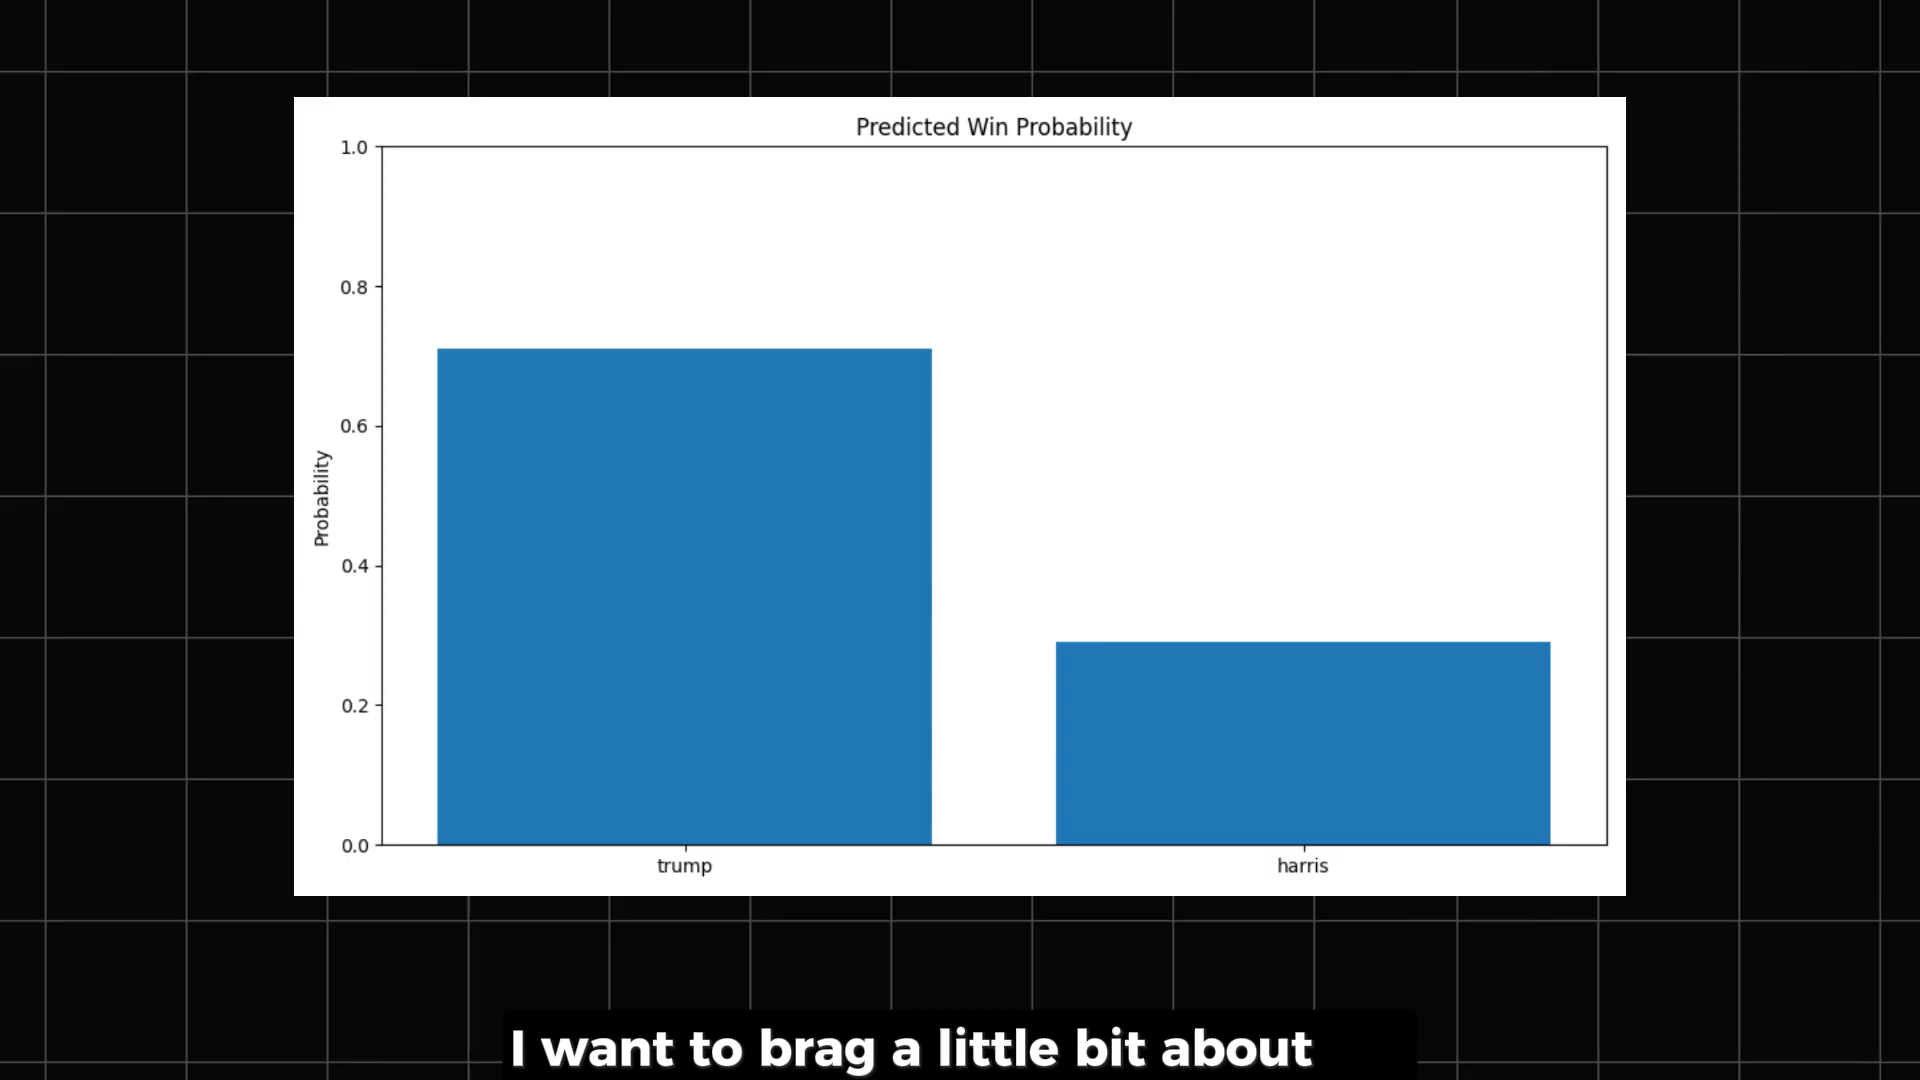 Predicted Win Probability
1.0
0.8
0.6
0.4
0.2
0.0
Probability
trump
harris
I want to brag a little bit about